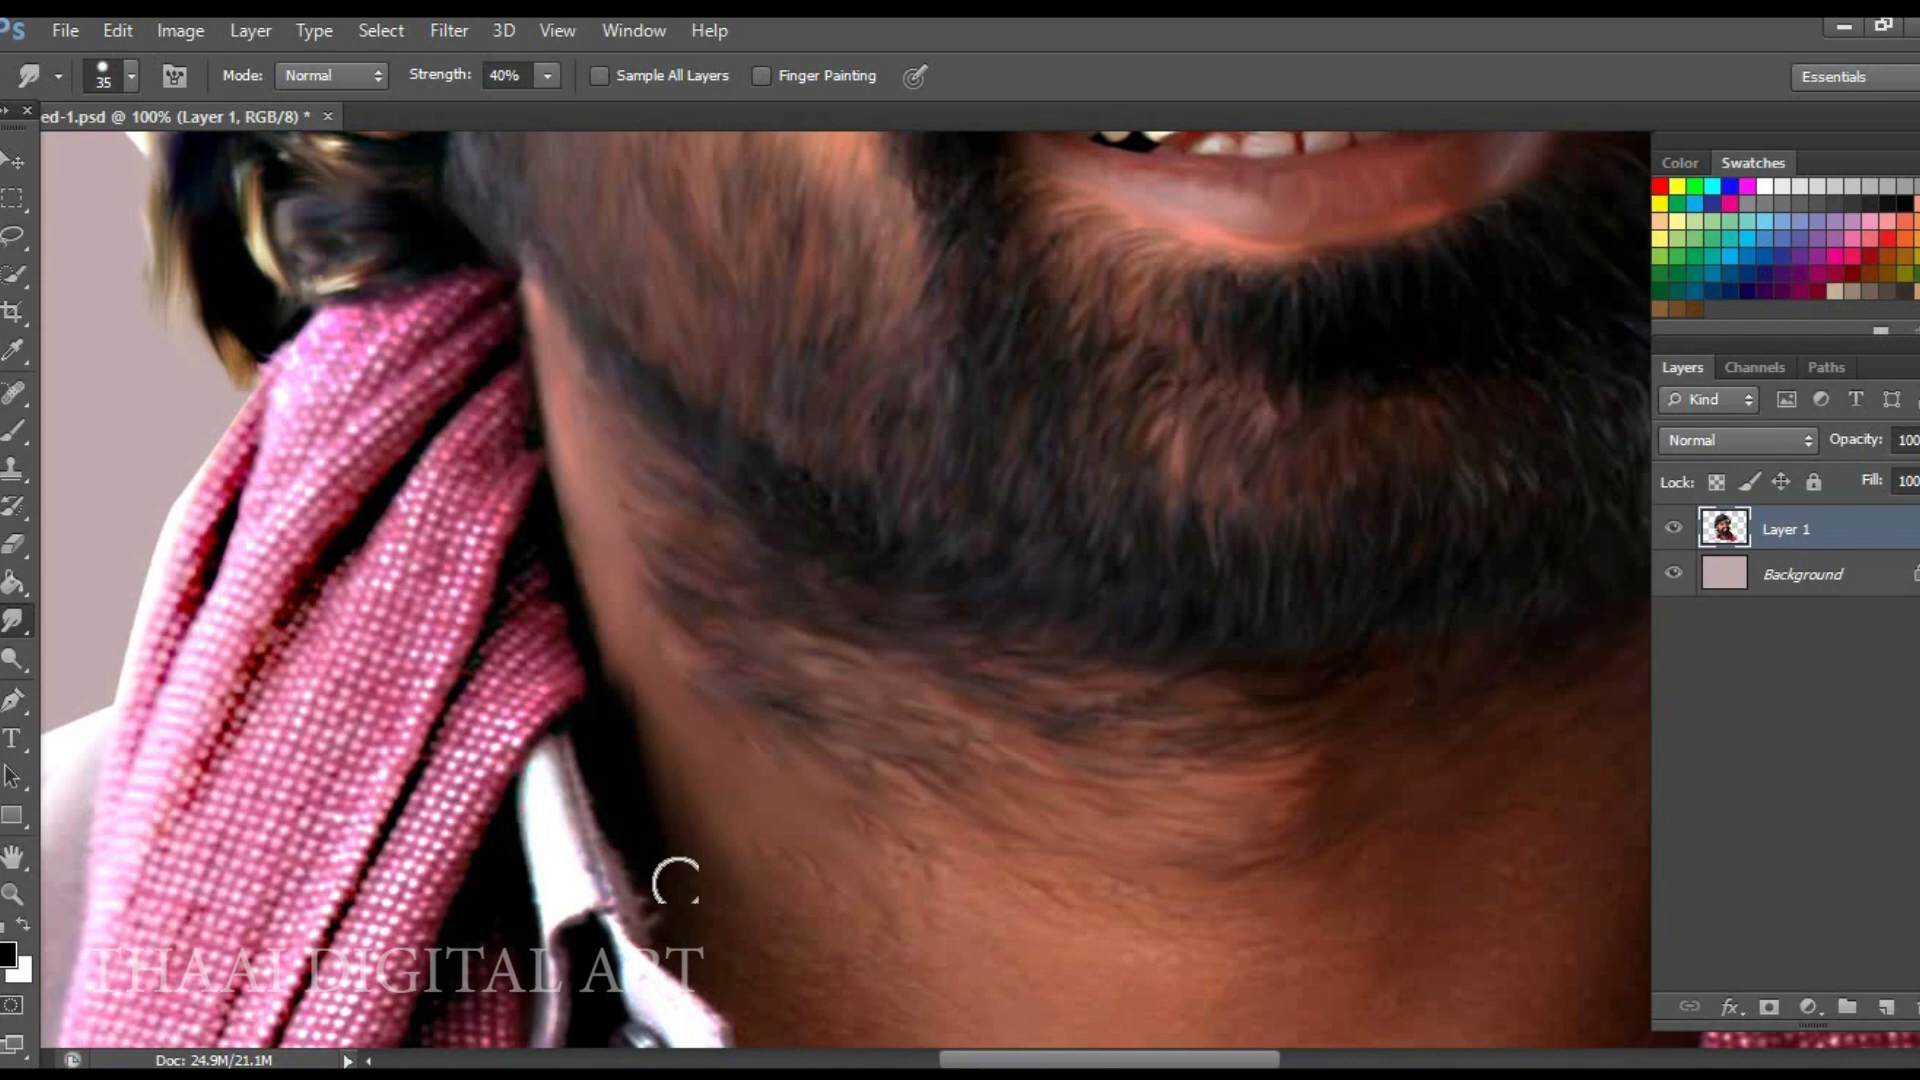 Ps File Edit Image Layer Type Select Filter 3D View Window Help
35 Mode: Normal Strength: 40% Sample All Layers Finger Painting Essentials
ed-1.psd @ 100% (Layer 1, RGB/8) * ×
Color Swatches
Layers Channels Paths
Kind
Normal Opacity: 100
Lock: Fill: 100
Layer 1
Background
THAAI DIGITAL ART
Doc: 24.9M/21.1M